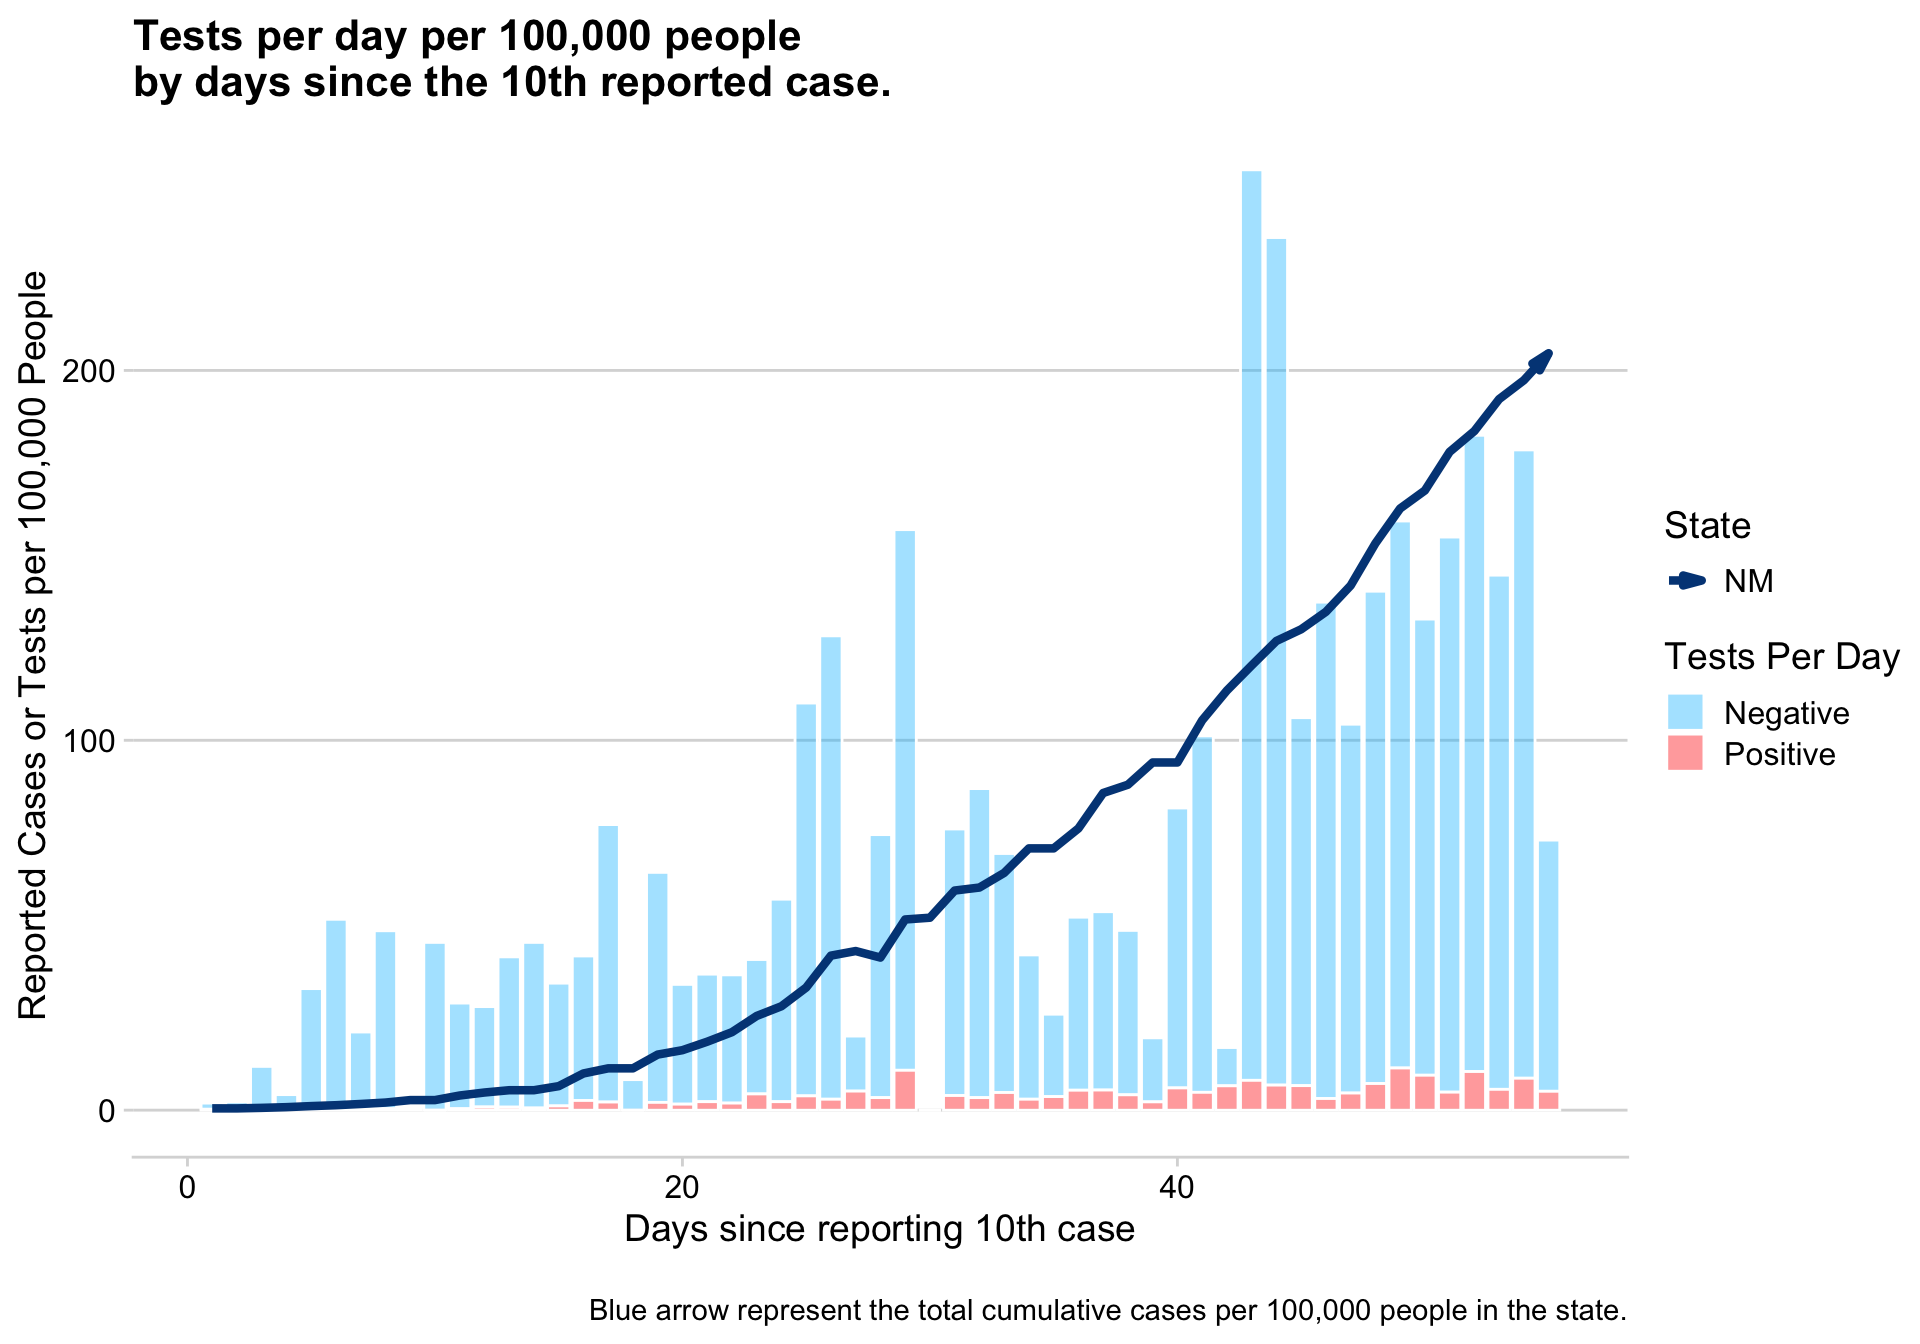 Tests per day per 100,000 people
by days since the 10th reported case.
Reported Cases or Tests per 100,000 People
200
100
0
0
20
40
Days since reporting 10th case
State
NM
Tests Per Day
Negative
Positive
Blue arrow represent the total cumulative cases per 100,000 people in the state.